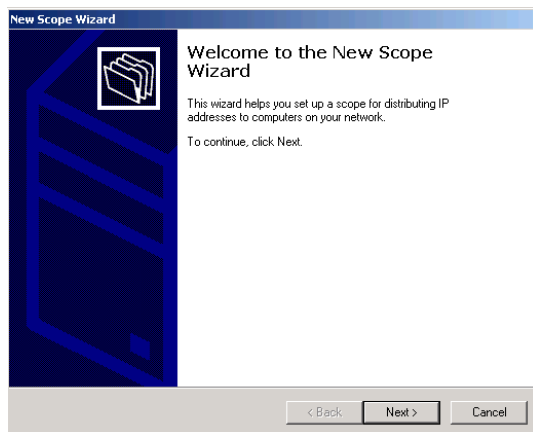 New Scope Wizard
Welcome to the New Scope
Wizard
This wizard helps you set up a scope for distributing IP
addresses to computers on your network.
To continue, click Next.
< Back
Next >
Cancel